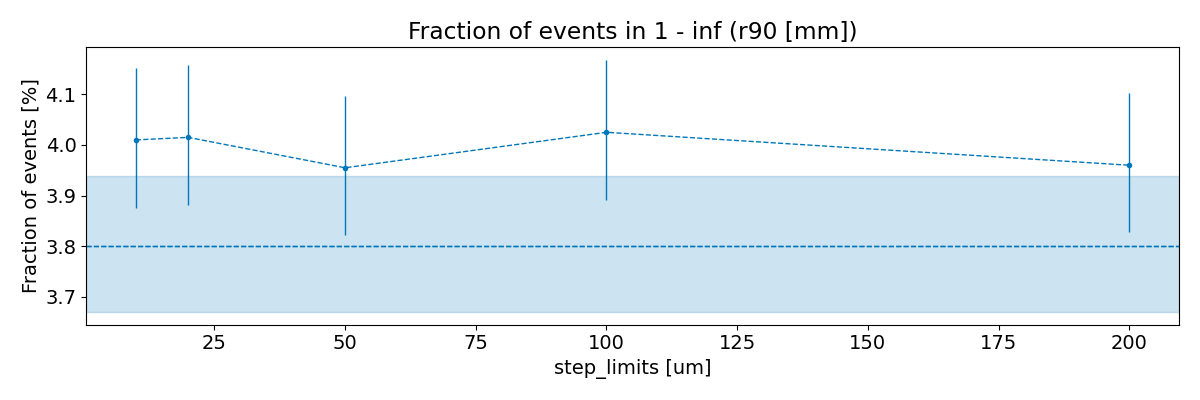 Fraction of events in 1 - inf (r90 [mm])
Fraction of events [%]
4.1
4.0
3.9
3.8
3.7
25 50 75 100 125 150 175 200
step_limits [um]